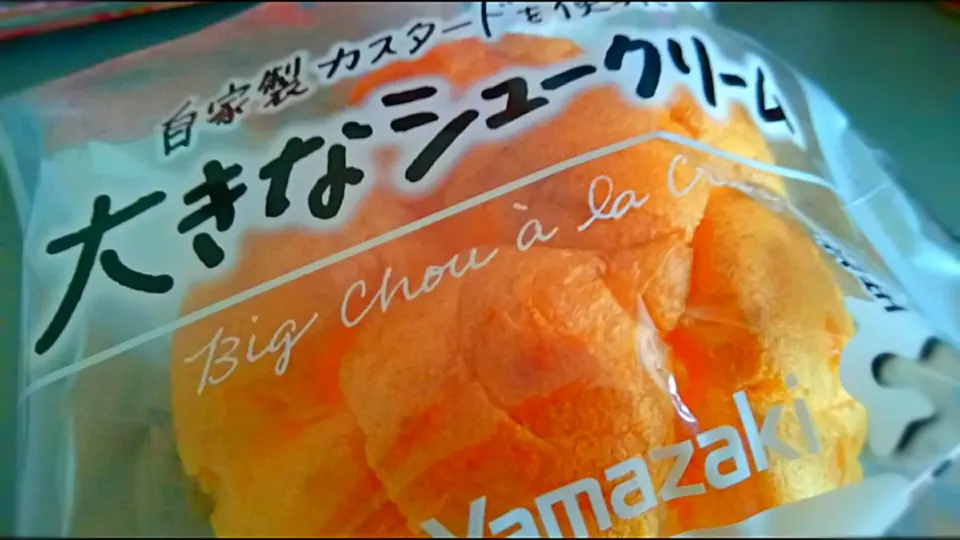 自家製カスタードを使
大きなシュークリーム
Big Chou à la
Yamazaki